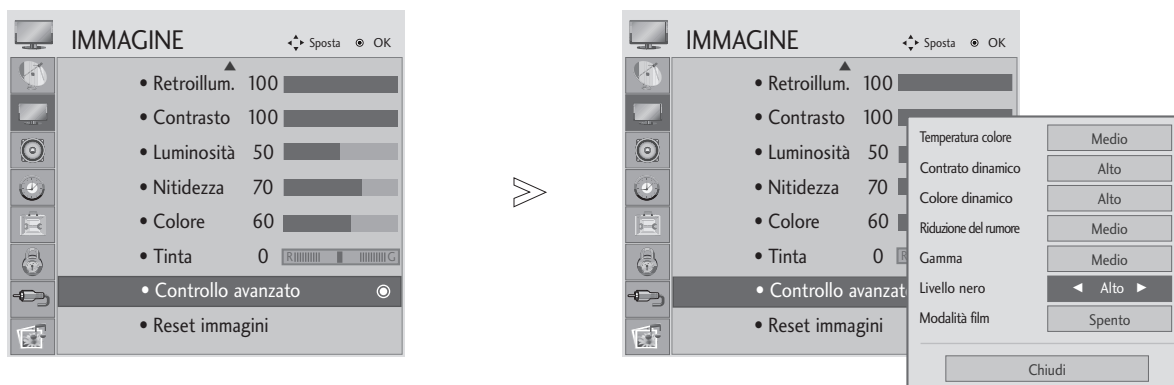 IMMAGINE
Sposta OK
• Retroillum. 100
• Contrasto 100
• Luminosità 50
• Nitidezza 70
• Colore 60
• Tinta 0 R G
• Controllo avanzato
• Reset immagini
IMMAGINE
Sposta OK
• Retroillum. 100
• Contrasto 100
• Luminosità 50
• Nitidezza 70
• Colore 60
• Tinta 0 R
• Controllo avanzat
• Reset immagini
Temperatura colore Medio
Contrato dinamico Alto
Colore dinamico Alto
Riduzione del rumore Medio
Gamma Medio
Livello nero ◄ Alto ►
Modalità film Spento
Chiudi